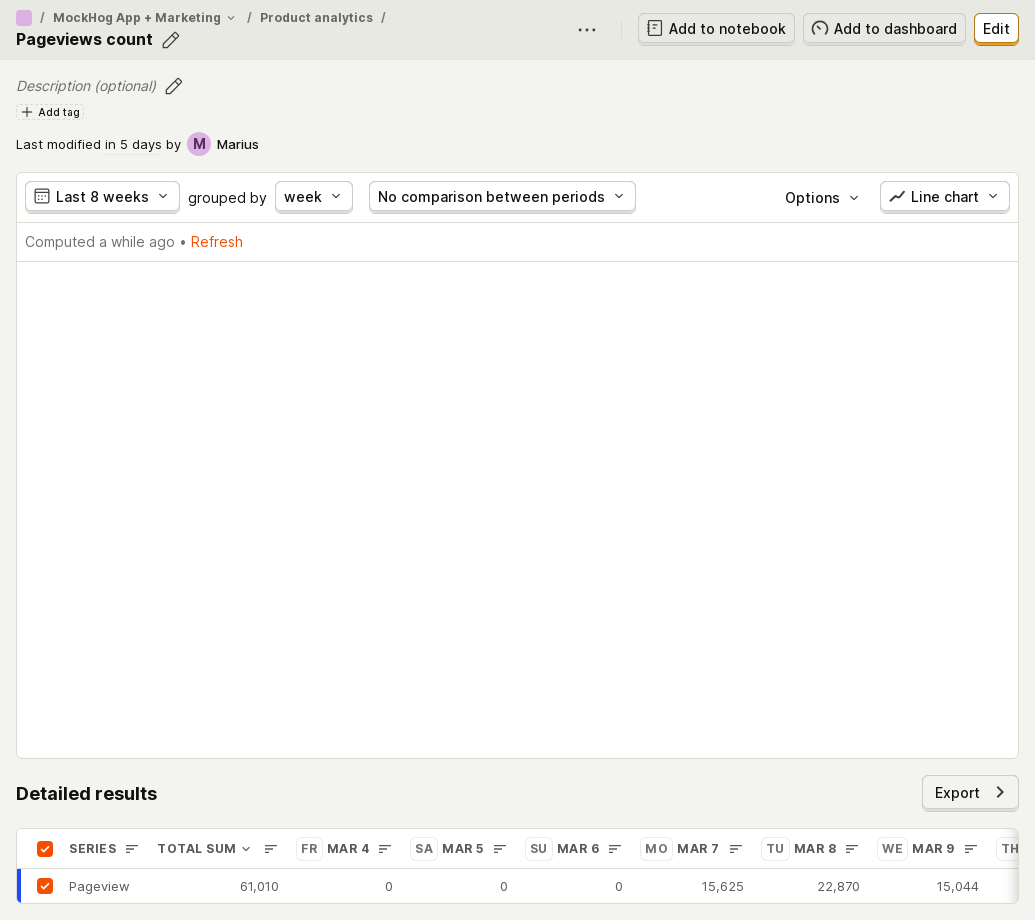 / MockHog App + Marketing / Product analytics /
Pageviews count
Add to notebook
Add to dashboard
Edit
Description (optional)
Add tag
Last modified in 5 days by M Marius
Last 8 weeks grouped by week No comparison between periods Options Line chart
Computed a while ago • Refresh
Detailed results
Export
SERIES TOTAL SUM FR MAR 4 SA MAR 5 SU MAR 6 MO MAR 7 TU MAR 8 WE MAR 9 TH
Pageview 61,010 0 0 0 15,625 22,870 15,044